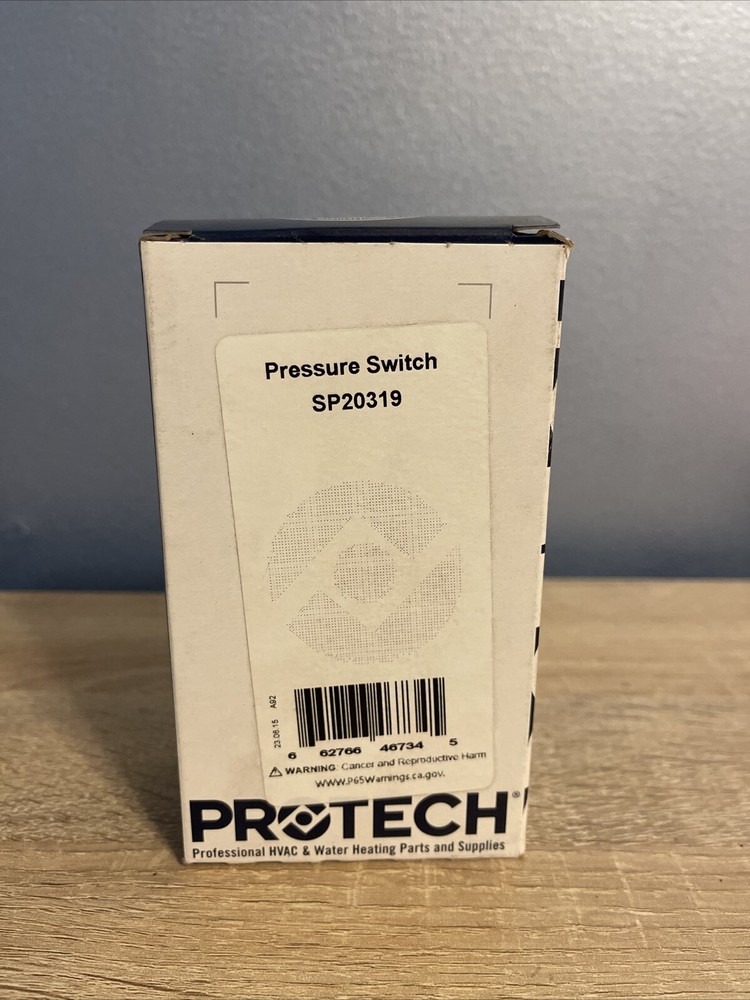 Pressure Switch
SP20319
23.06.15 A92
6 62766 46734 5
⚠ WARNING: Cancer and Reproductive Harm
www.P65Warnings.ca.gov.
PROTECH®
Professional HVAC & Water Heating Parts and Supplies